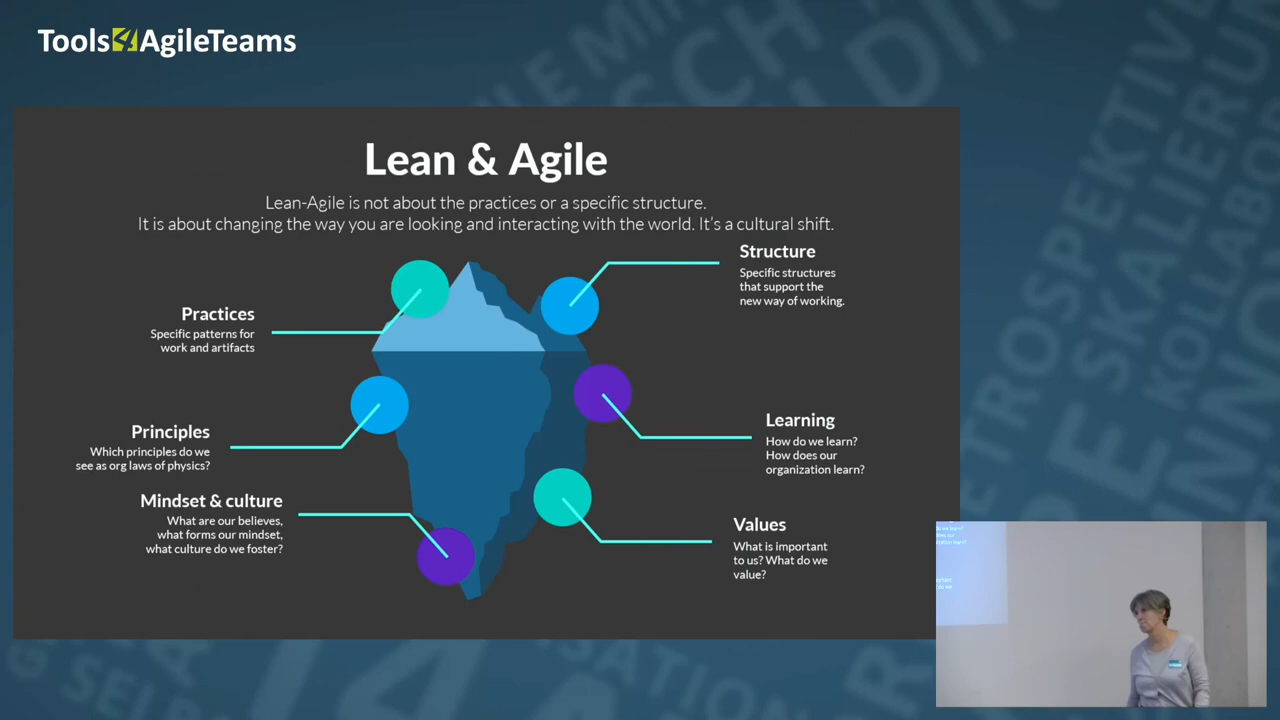 Tools4AgileTeams
Lean & Agile
Lean-Agile is not about the practices or a specific structure.
It is about changing the way you are looking and interacting with the world. It's a cultural shift.
Structure
Specific structures
that support the
new way of working.
Practices
Specific patterns for
work and artifacts
Principles
Which principles do we
see as org laws of physics?
Learning
How do we learn?
How does our
organization learn?
Mindset & culture
What are our believes,
what forms our mindset,
what culture do we foster?
Values
What is important
to us? What do we
value?